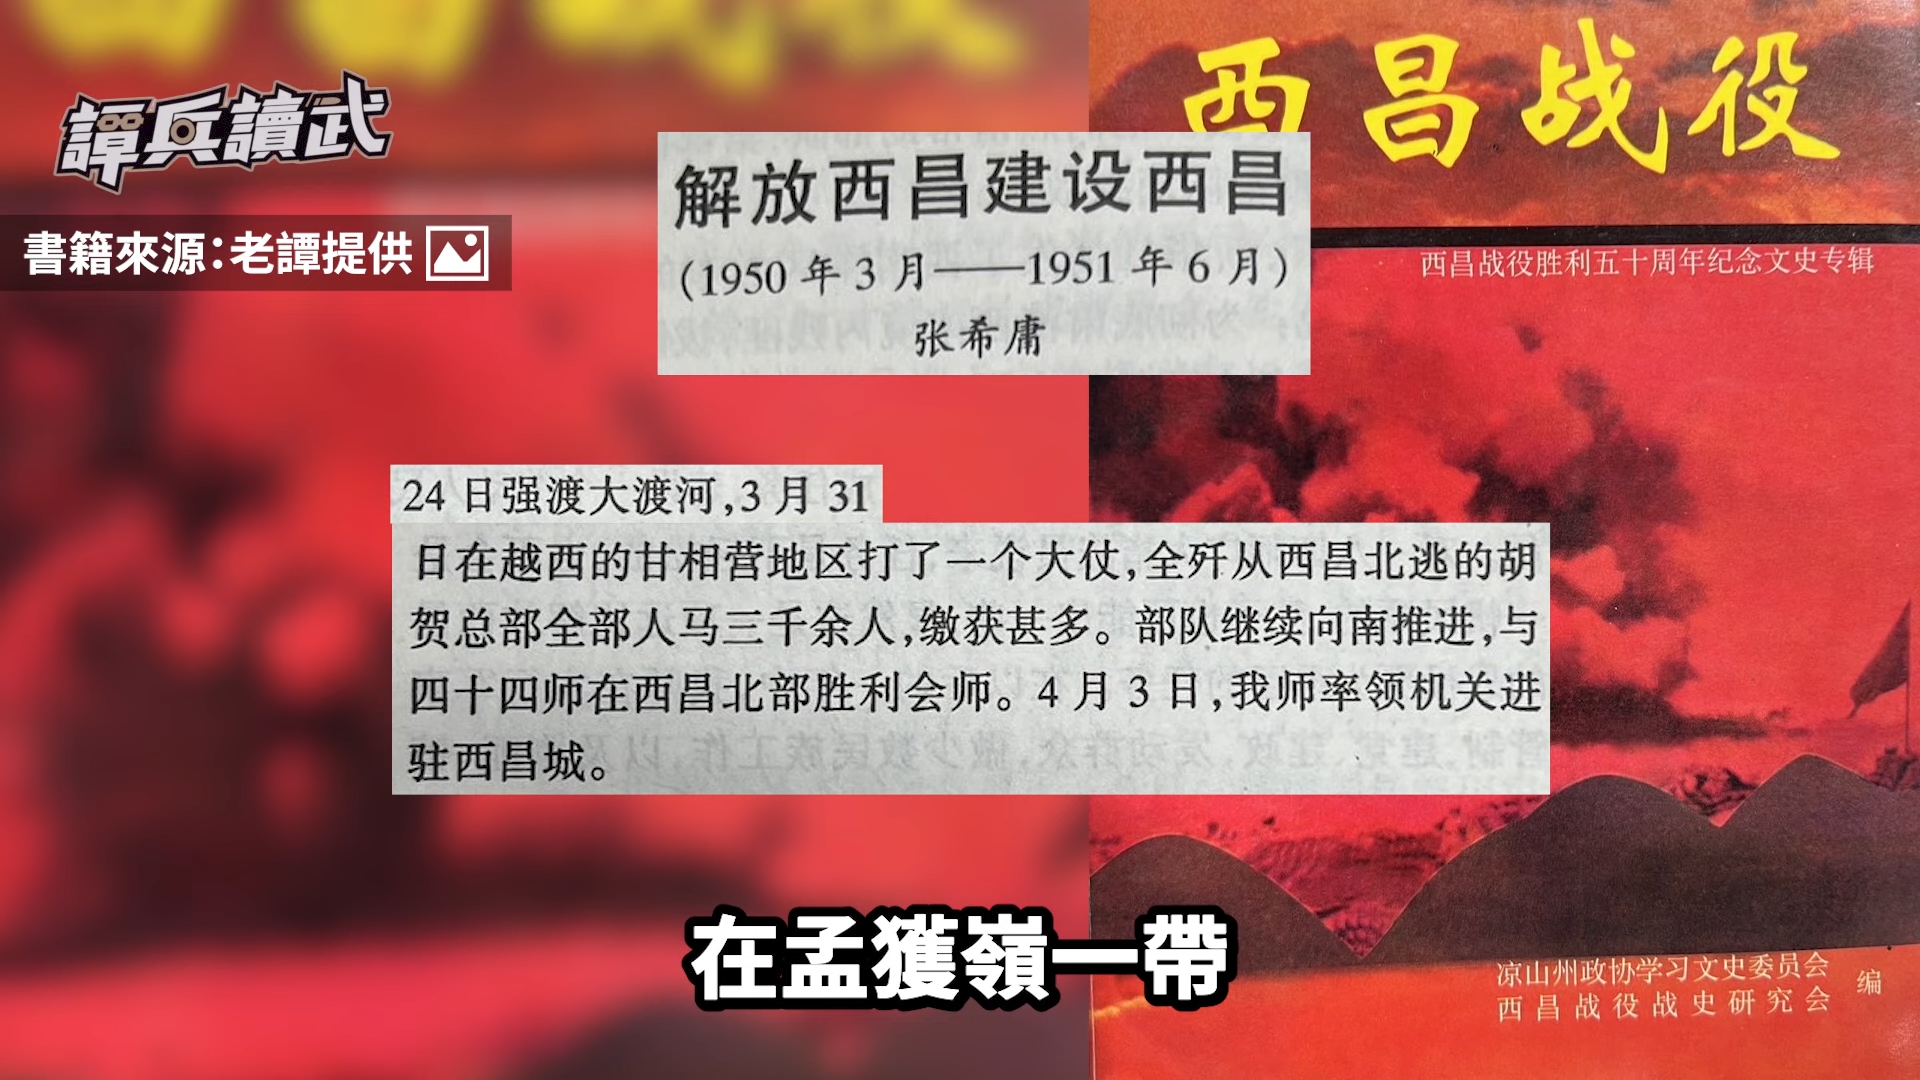 西昌战役
譚兵讀武
解放西昌建设西昌
书籍來源:老譚提供
西昌战役胜利五十周年纪念文史专辑
(1950年3月——1951年6月)
张希庸
24日强渡大渡河,3月31
日在越西的甘相营地区打了一个大仗,全歼从西昌北逃的胡
贺总部全部人马三千余人,缴获甚多。部队继续向南推进,与
四十四师在西昌北部胜利会师。4月3日,我师率领机关进
驻西昌城。
在孟獲嶺一帶
凉山州政协学习文史委员会
西昌战役战史研究会
编